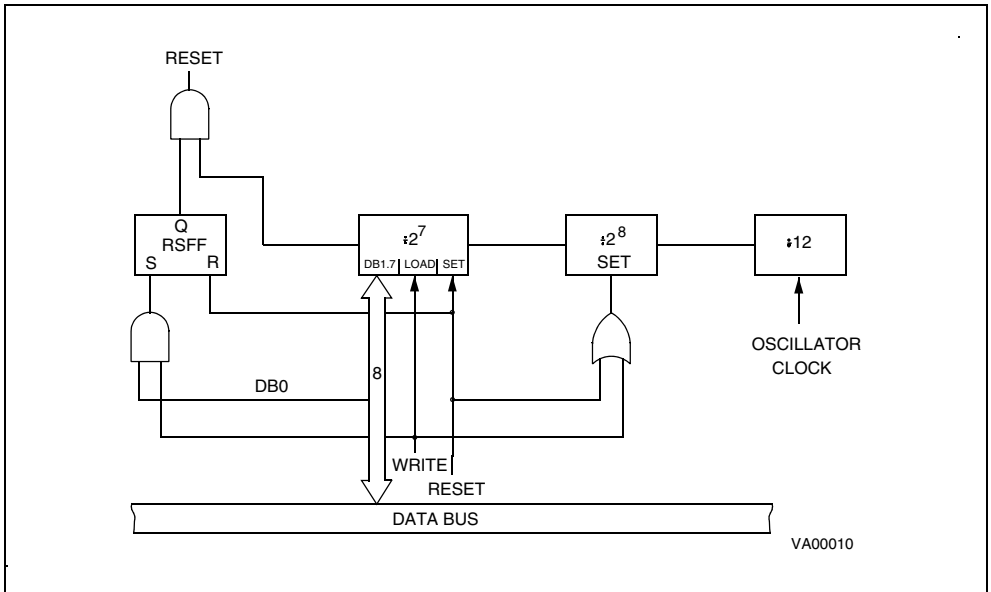 RESET
Q
RSFF
S R
÷2^7
DB1.7 LOAD SET
÷2^8
SET
÷12
OSCILLATOR
CLOCK
8
DB0
WRITE
RESET
DATA BUS
VA00010